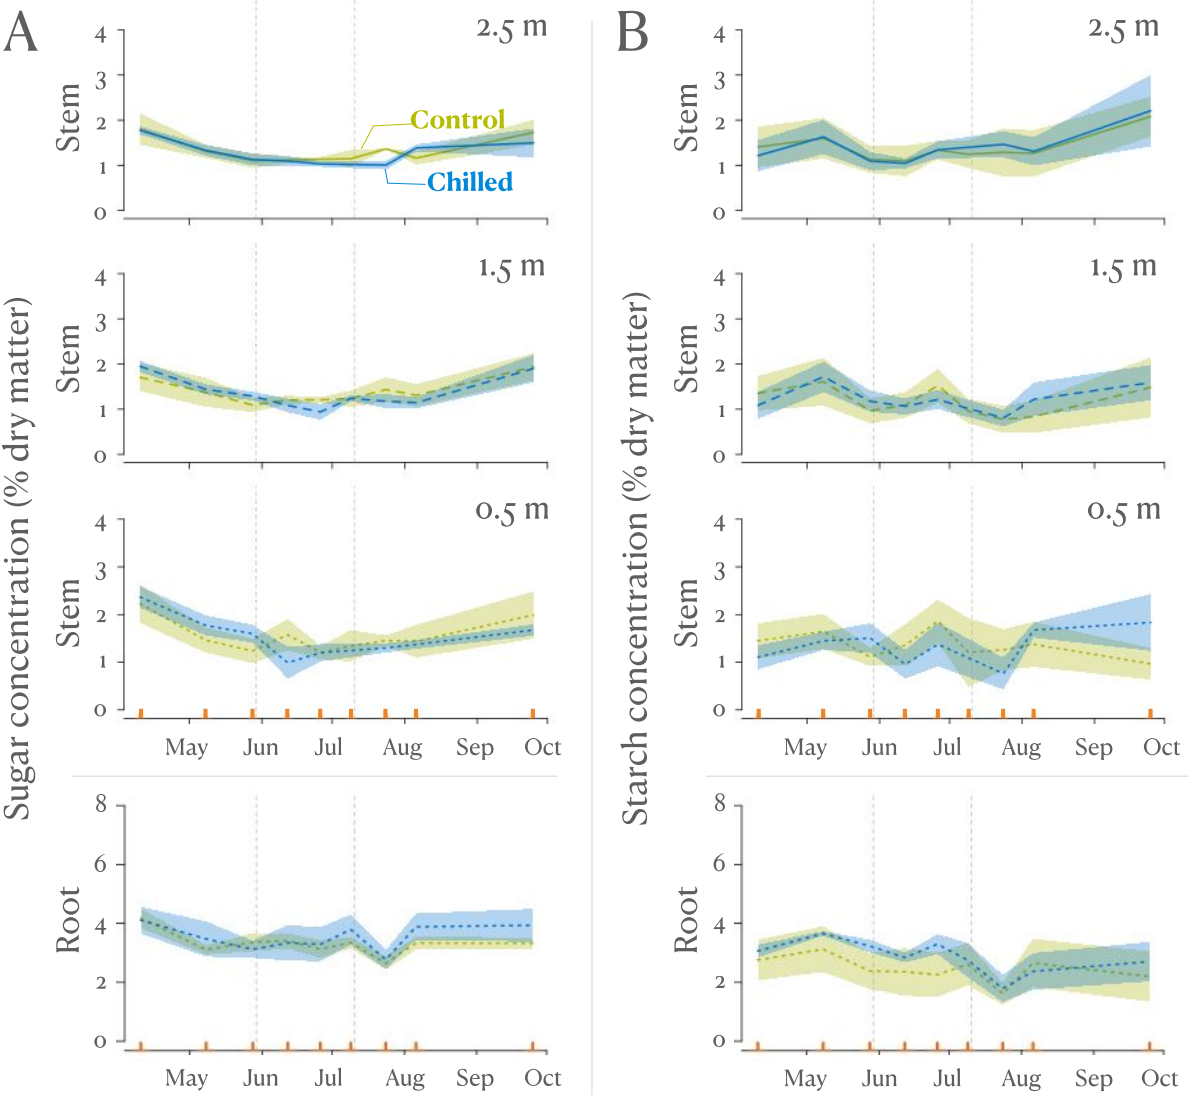 A
B
Sugar concentration (% dry matter)
Starch concentration (% dry matter)
2.5 m
Stem
4
3
2
1
0
Control
Chilled
2.5 m
Stem
4
3
2
1
0
1.5 m
Stem
4
3
2
1
0
1.5 m
Stem
4
3
2
1
0
0.5 m
Stem
4
3
2
1
0
May Jun Jul Aug Sep Oct
0.5 m
Stem
4
3
2
1
0
May Jun Jul Aug Sep Oct
Root
8
6
4
2
0
May Jun Jul Aug Sep Oct
Root
8
6
4
2
0
May Jun Jul Aug Sep Oct